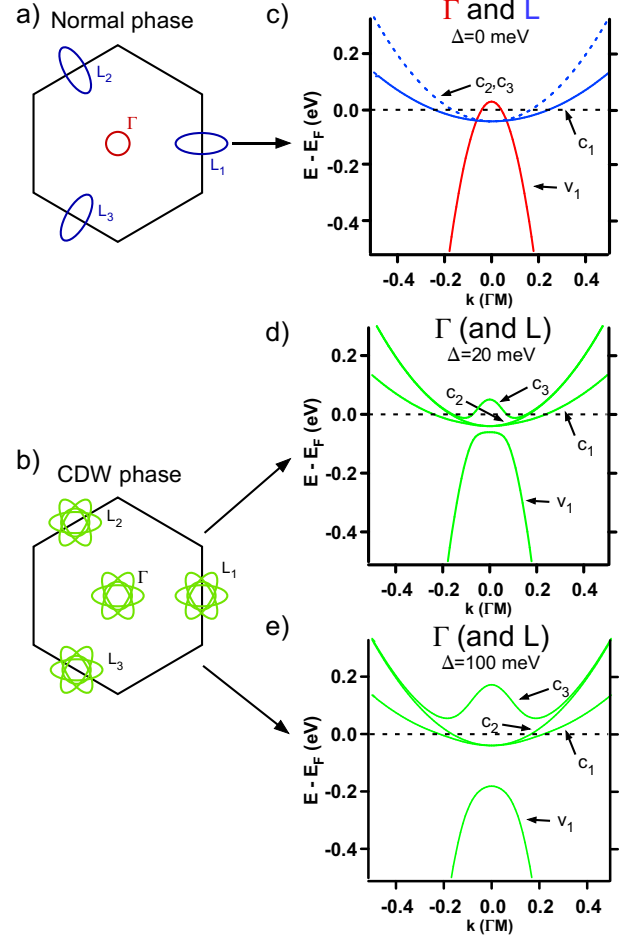 a)
Normal phase
L2
Γ
L1
L3
c)
Γ and L
Δ=0 meV
E - EF (eV)
0.2
0.0
-0.2
-0.4
c2,c3
c1
v1
-0.4
-0.2
0.0
0.2
0.4
k (ΓM)
b)
CDW phase
L2
Γ
L1
L3
d)
Γ (and L)
Δ=20 meV
E - EF (eV)
0.2
0.0
-0.2
-0.4
c2
c3
c1
v1
-0.4
-0.2
0.0
0.2
0.4
k (ΓM)
e)
Γ (and L)
Δ=100 meV
E - EF (eV)
0.2
0.0
-0.2
-0.4
c3
c2
c1
v1
-0.4
-0.2
0.0
0.2
0.4
k (ΓM)